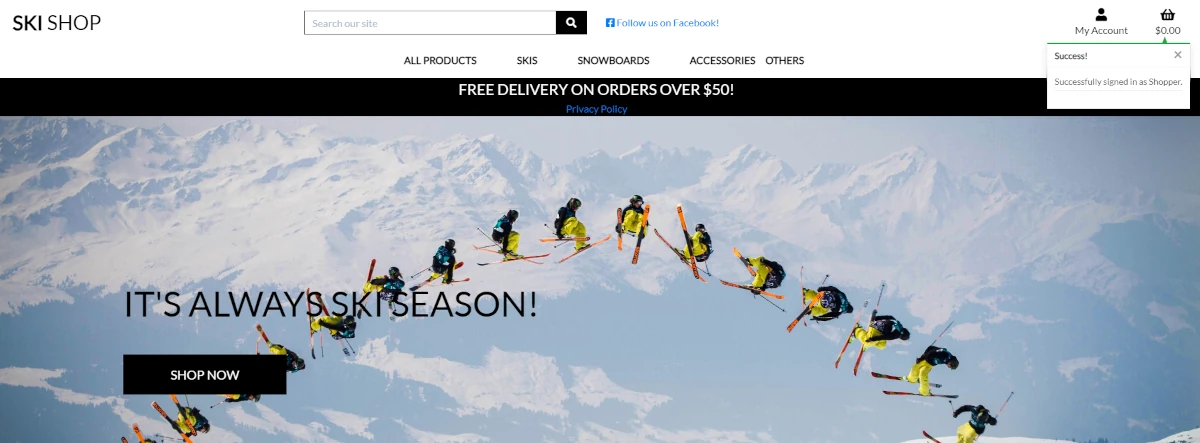 SKI SHOP
Search our site
Follow us on Facebook!
My Account
$0.00
ALL PRODUCTS
SKIS
SNOWBOARDS
ACCESSORIES
OTHERS
Success!
×
Successfully signed in as Shopper.
FREE DELIVERY ON ORDERS OVER $50!
Privacy Policy
IT'S ALWAYS SKI SEASON!
SHOP NOW